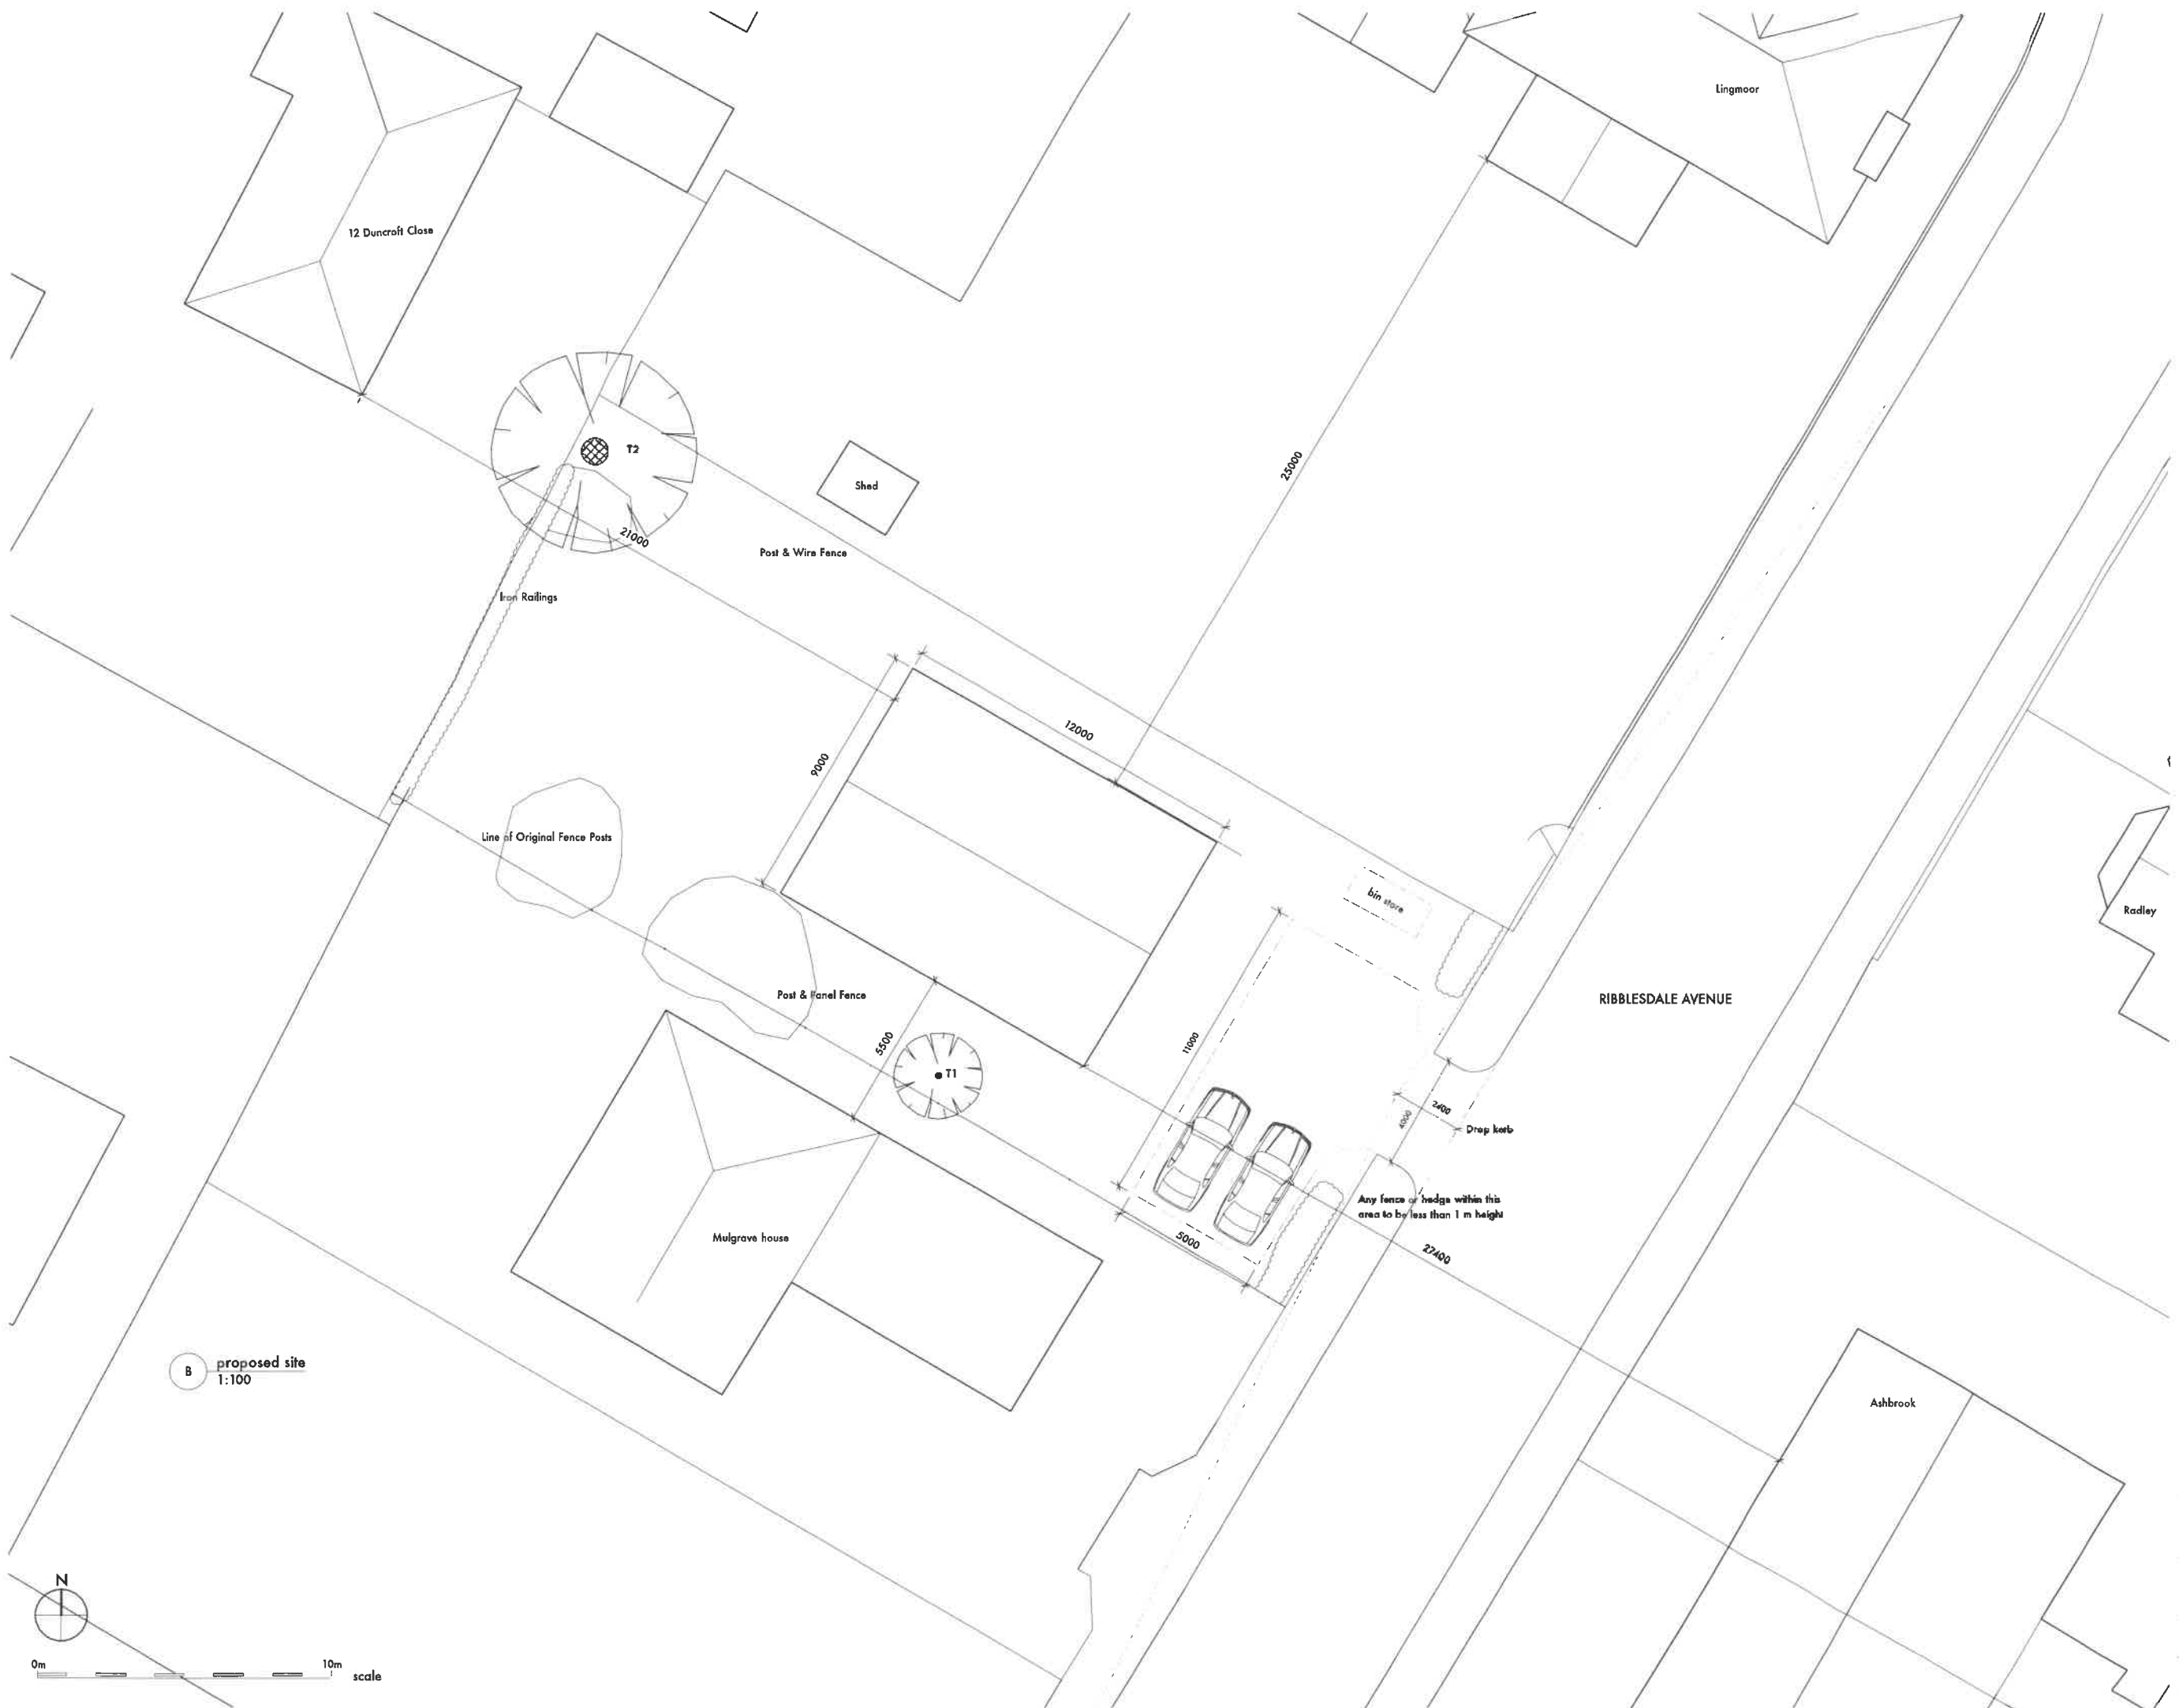 Lingmoor
12 Duncroft Close
T2
Shed
25000
21000
Post & Wire Fence
Iron Railings
12000
9000
Line of Original Fence Posts
bin store
Radley
Post & Panel Fence
RIBBLESDALE AVENUE
5500
11000
T1
2400
4000
Drop kerb
Any fence or hedge within this
area to be less than 1 m height
Mulgrave house
5000
27400
B
proposed site
1:100
Ashbrook
N
0m
10m
scale